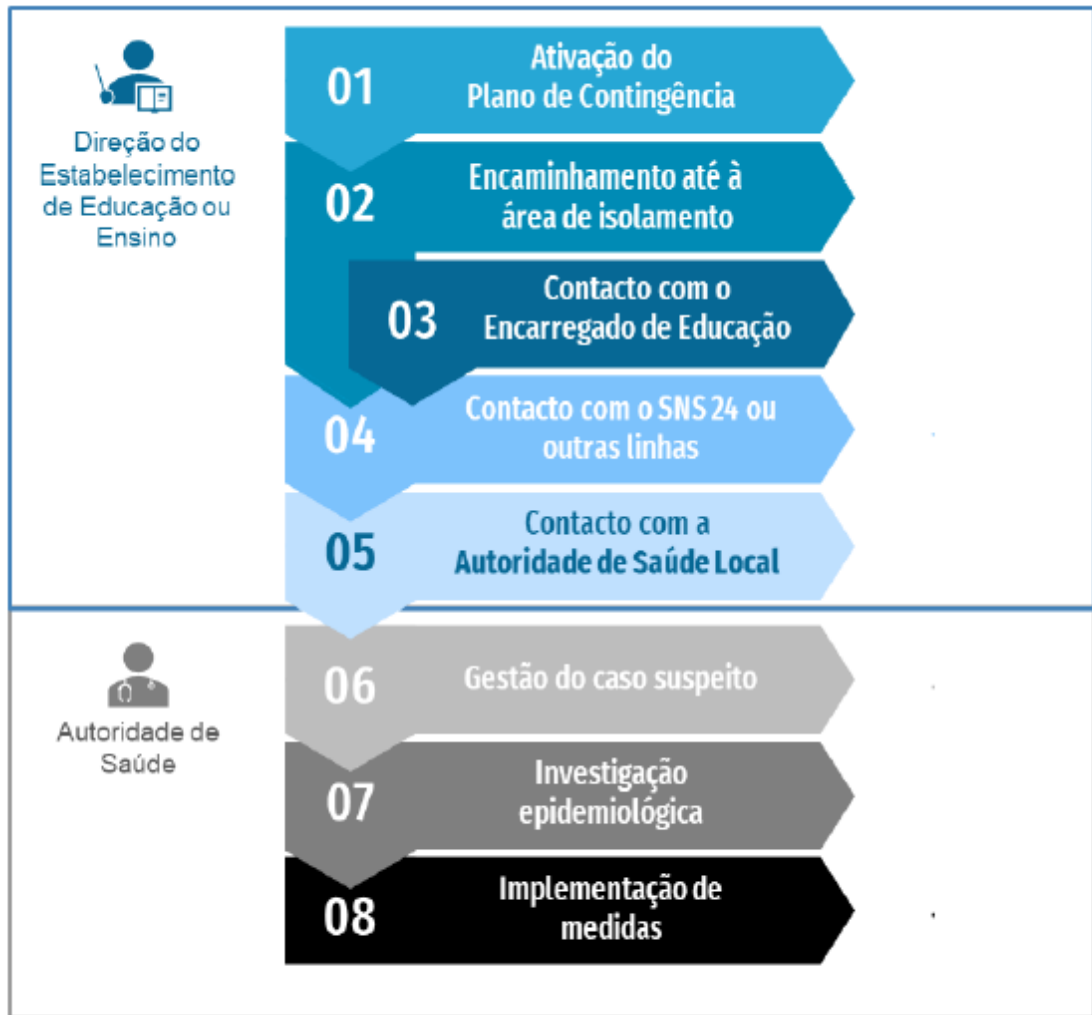 Direção do
Estabelecimento
de Educação ou
Ensino
01
Ativação do
Plano de Contingência
02
Encaminhamento até à
área de isolamento
03
Contacto com o
Encarregado de Educação
04
Contacto com o SNS 24 ou
outras linhas
05
Contacto com a
Autoridade de Saúde Local
Autoridade de
Saúde
06
Gestão do caso suspeito
07
Investigação
epidemiológica
08
Implementação de
medidas